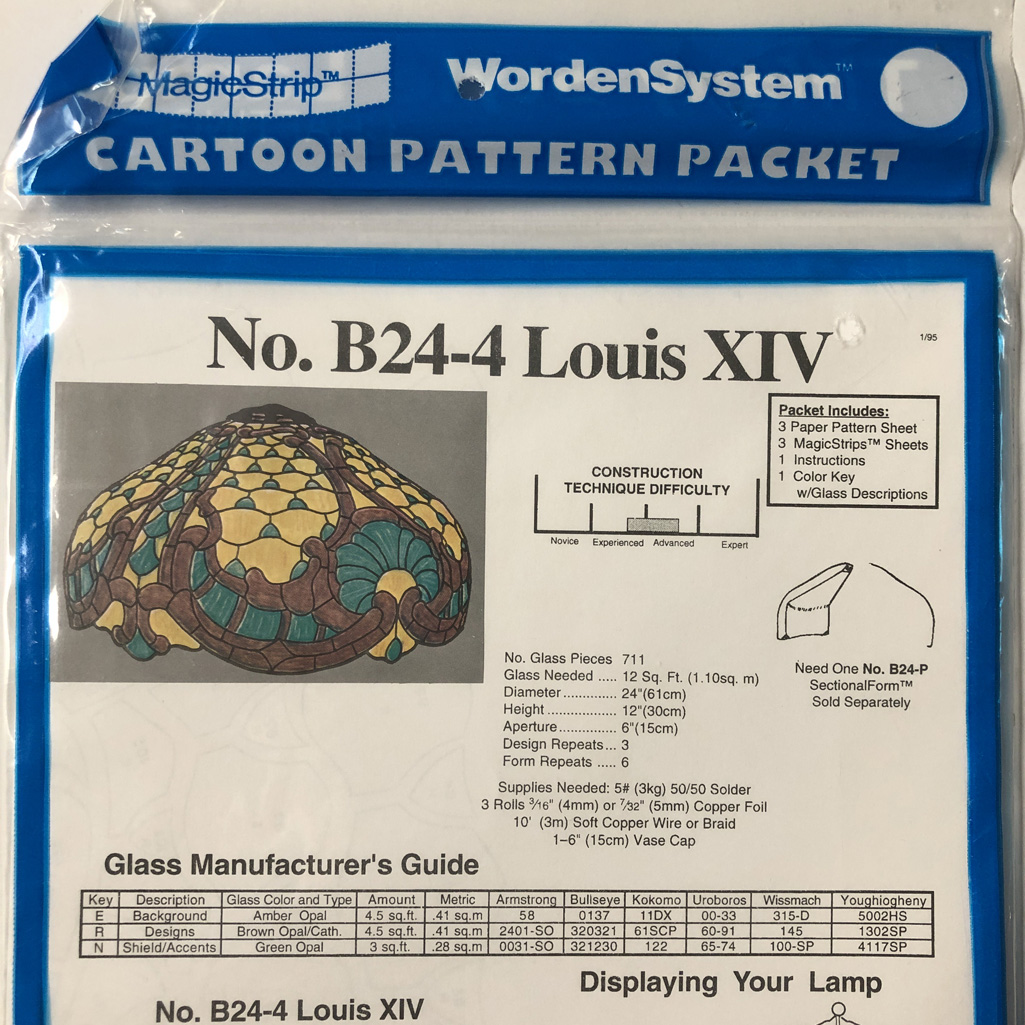 MagicStrip™ WordenSystem™
CARTOON PATTERN PACKET
No. B24-4 Louis XIV
1/95
Packet Includes:
3 Paper Pattern Sheet
3 MagicStrips™ Sheets
1 Instructions
1 Color Key
w/Glass Descriptions
CONSTRUCTION
TECHNIQUE DIFFICULTY
Novice Experienced Advanced Expert
Need One No. B24-P
SectionalForm™
Sold Separately
No. Glass Pieces 711
Glass Needed ..... 12 Sq. Ft. (1.10sq. m)
Diameter.............. 24"(61cm)
Height .................. 12"(30cm)
Aperture............... 6"(15cm)
Design Repeats... 3
Form Repeats ..... 6
Supplies Needed: 5# (3kg) 50/50 Solder
3 Rolls 3/16" (4mm) or 7/32" (5mm) Copper Foil
10' (3m) Soft Copper Wire or Braid
1–6" (15cm) Vase Cap
Glass Manufacturer's Guide
Key Description Glass Color and Type Amount Metric Armstrong Bullseye Kokomo Uroboros Wissmach Youghiogheny
E Background Amber Opal 4.5 sq.ft. .41 sq.m 58 0137 11DX 00-33 315-D 5002HS
R Designs Brown Opal/Cath. 4.5 sq.ft. .41 sq.m 2401-SO 320321 61SCP 60-91 145 1302SP
N Shield/Accents Green Opal 3 sq.ft. .28 sq.m 0031-SO 321230 122 65-74 100-SP 4117SP
Displaying Your Lamp
No. B24-4 Louis XIV